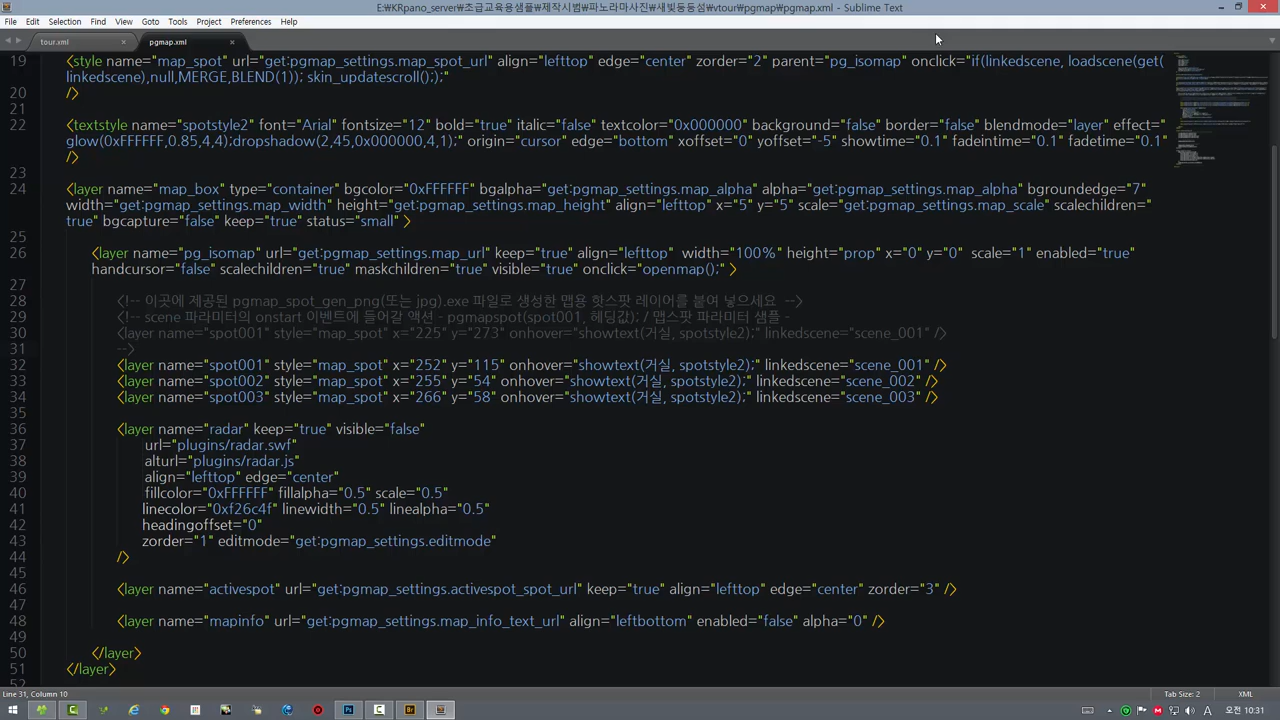 E:₩KRpano_server₩초급교육용샘플₩제작시범₩파노라마사진₩새빛둥둥섬₩vtour₩pgmap₩pgmap.xml - Sublime Text
File Edit Selection Find View Goto Tools Project Preferences Help
tour.xml × pgmap.xml ×
19 <style name="map_spot" url="get:pgmap_settings.map_spot_url" align="lefttop" edge="center" zorder="2" parent="pg_isomap" onclick="if(linkedscene, loadscene(get(
linkedscene),null,MERGE,BLEND(1)); skin_updatescroll(););"
20 />
21
22 <textstyle name="spotstyle2" font="Arial" fontsize="12" bold="true" italic="false" textcolor="0x000000" background="false" border="false" blendmode="layer" effect="
glow(0xFFFFFF,0.85,4,4);dropshadow(2,45,0x000000,4,1);" origin="cursor" edge="bottom" xoffset="0" yoffset="-5" showtime="0.1" fadeintime="0.1" fadetime="0.1"
/>
23
24 <layer name="map_box" type="container" bgcolor="0xFFFFFF" bgalpha="get:pgmap_settings.map_alpha" alpha="get:pgmap_settings.map_alpha" bgroundedge="7"
width="get:pgmap_settings.map_width" height="get:pgmap_settings.map_height" align="lefttop" x="5" y="5" scale="get:pgmap_settings.map_scale" scalechildren="
true" bgcapture="false" keep="true" status="small" >
25
26 <layer name="pg_isomap" url="get:pgmap_settings.map_url" keep="true" align="lefttop" width="100%" height="prop" x="0" y="0" scale="1" enabled="true"
handcursor="false" scalechildren="true" maskchildren="true" visible="true" onclick="openmap();" >
27
28 <!-- 이곳에 제공된 pgmap_spot_gen_png(또는 jpg).exe 파일로 생성한 맵용 핫스팟 레이어를 붙여 넣으세요 -->
29 <!-- scene 파라미터의 onstart 이벤트에 들어갈 액션 - pgmapspot(spot001, 헤딩값); / 맵스팟 파라미터 샘플 -
30 <layer name="spot001" style="map_spot" x="225" y="273" onhover="showtext(거실, spotstyle2);" linkedscene="scene_001" />
31 -->
32 <layer name="spot001" style="map_spot" x="252" y="115" onhover="showtext(거실, spotstyle2);" linkedscene="scene_001" />
33 <layer name="spot002" style="map_spot" x="255" y="54" onhover="showtext(거실, spotstyle2);" linkedscene="scene_002" />
34 <layer name="spot003" style="map_spot" x="266" y="58" onhover="showtext(거실, spotstyle2);" linkedscene="scene_003" />
35
36 <layer name="radar" keep="true" visible="false"
37 url="plugins/radar.swf"
38 alturl="plugins/radar.js"
39 align="lefttop" edge="center"
40 fillcolor="0xFFFFFF" fillalpha="0.5" scale="0.5"
41 linecolor="0xf26c4f" linewidth="0.5" linealpha="0.5"
42 headingoffset="0"
43 zorder="1" editmode="get:pgmap_settings.editmode"
44 />
45
46 <layer name="activespot" url="get:pgmap_settings.activespot_spot_url" keep="true" align="lefttop" edge="center" zorder="3" />
47
48 <layer name="mapinfo" url="get:pgmap_settings.map_info_text_url" align="leftbottom" enabled="false" alpha="0" />
49
50 </layer>
51 </layer>
52
Line 31, Column 10 Tab Size: 2 XML
A 오전 10:31